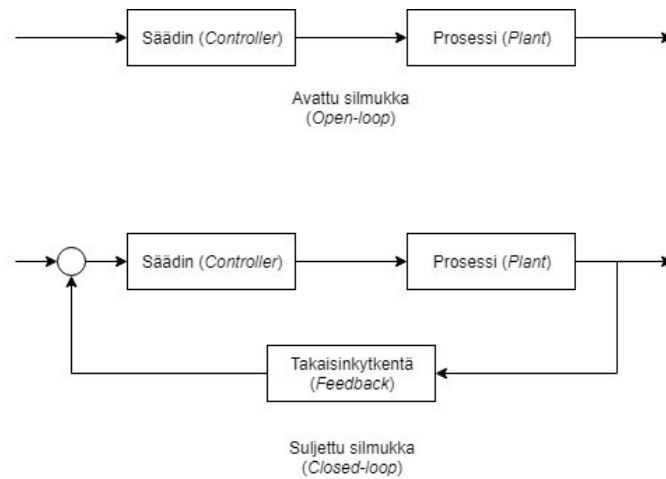 Säädin (Controller)
Prosessi (Plant)
Avattu silmukka
(Open-loop)
Säädin (Controller)
Prosessi (Plant)
Takaisinkytkentä
(Feedback)
Suljettu silmukka
(Closed-loop)